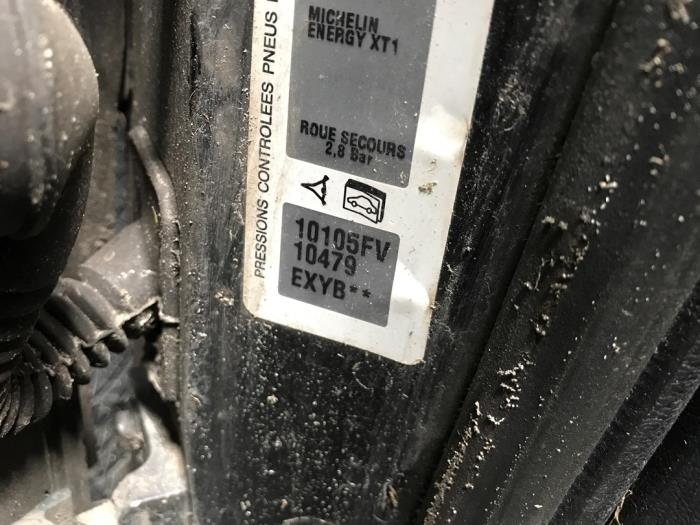 MICHELIN
ENERGY XT1
ROUE SECOURS
2,8 Bar
PRESSIONS CONTROLEES PNEUS
10105FV
10479
EXYB**